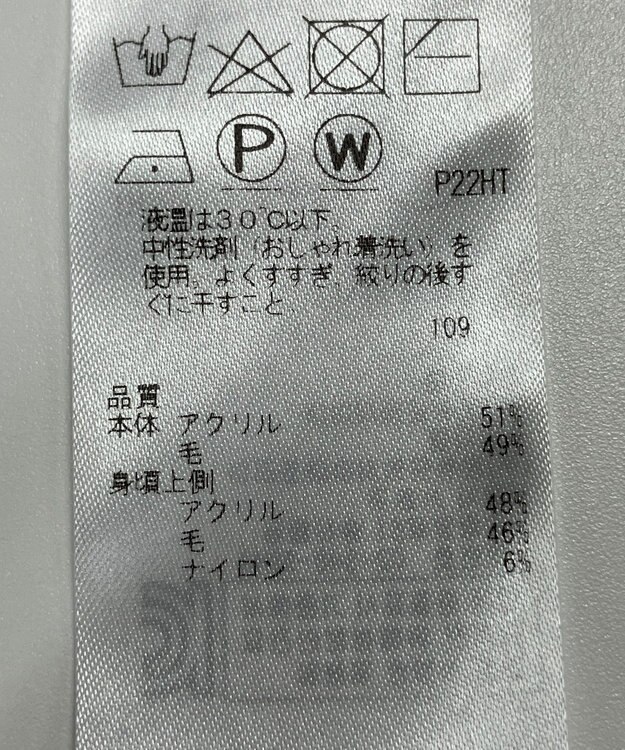 P W
P22HT
液温は30℃以下、
中性洗剤（おしゃれ着洗い）を
使用、よくすすぎ、絞りの後す
ぐに干すこと
109
品質
本体 アクリル 51%
毛 49%
身頃上側
アクリル 48%
毛 46%
ナイロン 6%